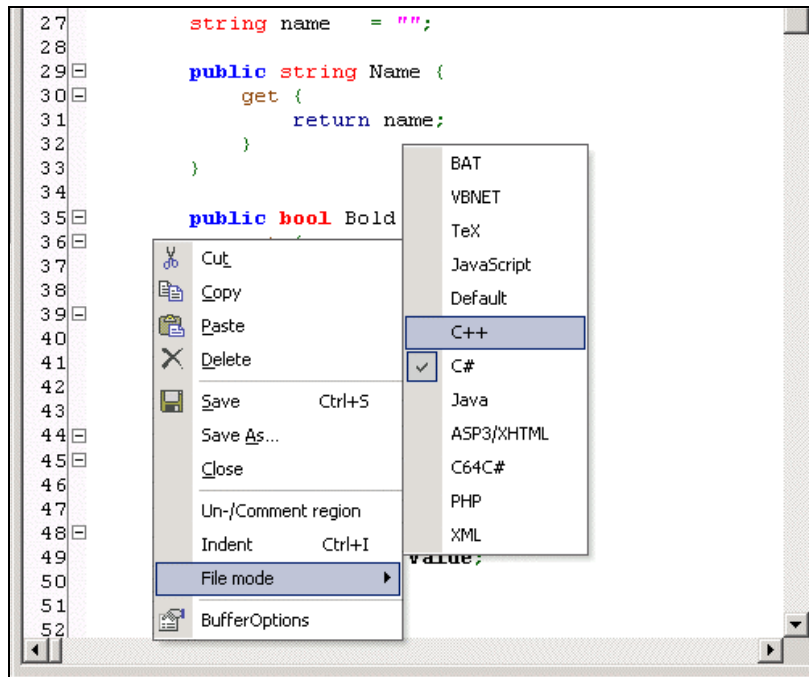 27 string name = "";
28
29 public string Name {
30 get {
31 return name;
32 }
33 }
34
35 public bool Bold
36
37
38
39
40
41
42
43
44
45
46
47
48
49 value;
50
51
52
Cut
Copy
Paste
Delete
Save Ctrl+S
Save As...
Close
Un-/Comment region
Indent Ctrl+I
File mode
BufferOptions
BAT
VBNET
TeX
JavaScript
Default
C++
C#
Java
ASP3/XHTML
C64C#
PHP
XML